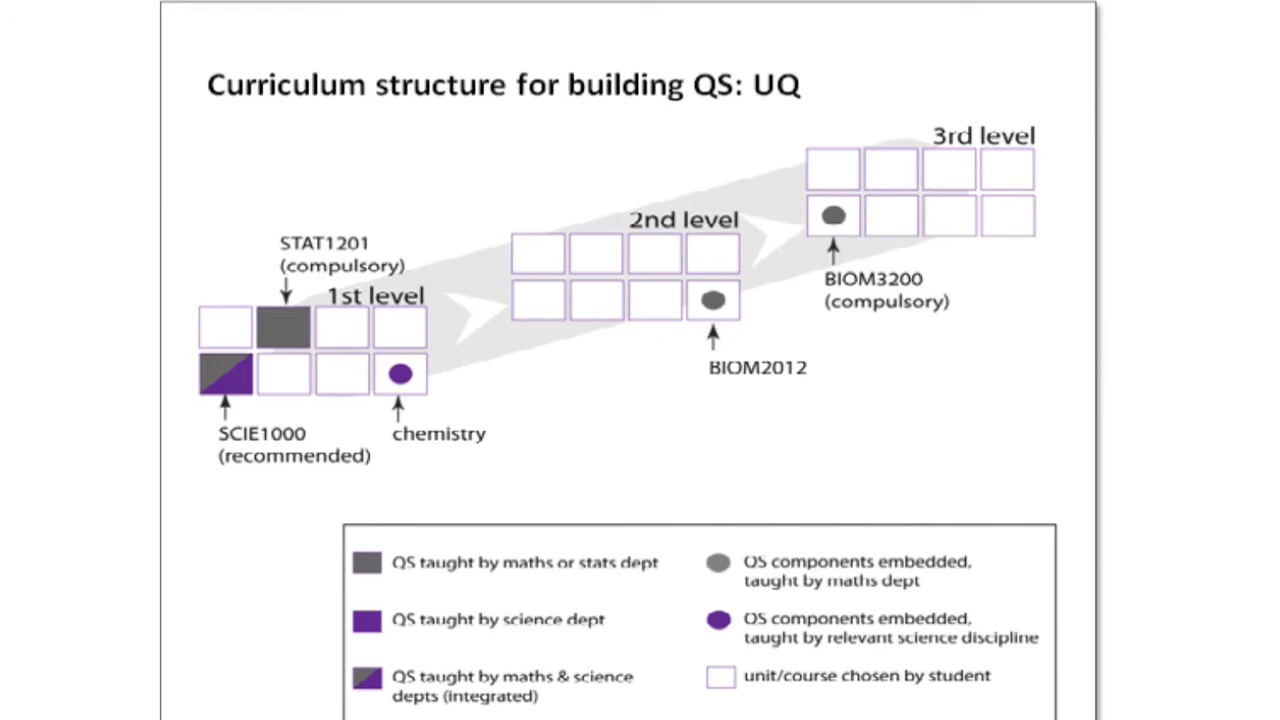 Curriculum structure for building QS: UQ
3rd level
2nd level
STAT1201
(compulsory)
1st level
BIOM3200
(compulsory)
BIOM2012
SCIE1000
(recommended)
chemistry
QS taught by maths or stats dept
QS components embedded,
taught by maths dept
QS taught by science dept
QS components embedded,
taught by relevant science discipline
QS taught by maths & science
depts (integrated)
unit/course chosen by student